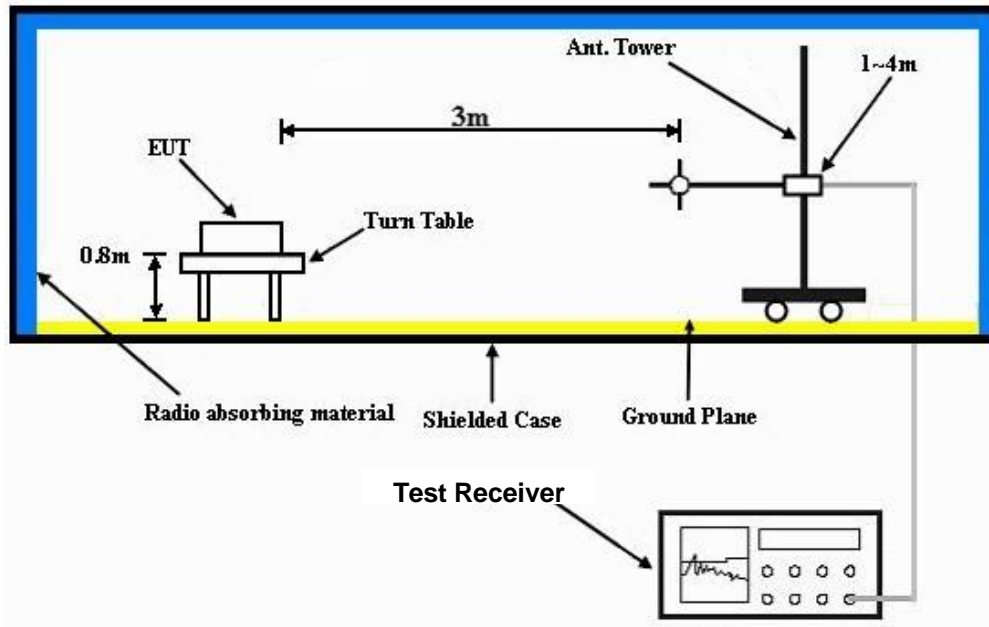 Ant. Tower
1~4m
3m
EUT
Turn Table
0.8m
Radio absorbing material
Shielded Case
Ground Plane
Test Receiver